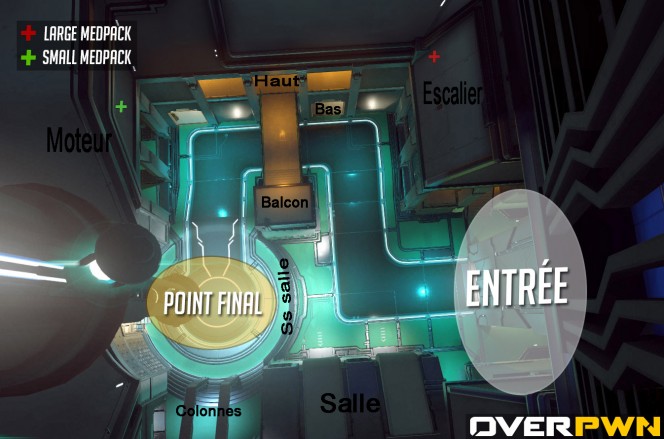 LARGE MEDPACK
SMALL MEDPACK
Haut
Bas
Escalier
Moteur
Balcon
Ss salle
POINT FINAL
ENTRÉE
Colonnes
Salle
OVERPWN